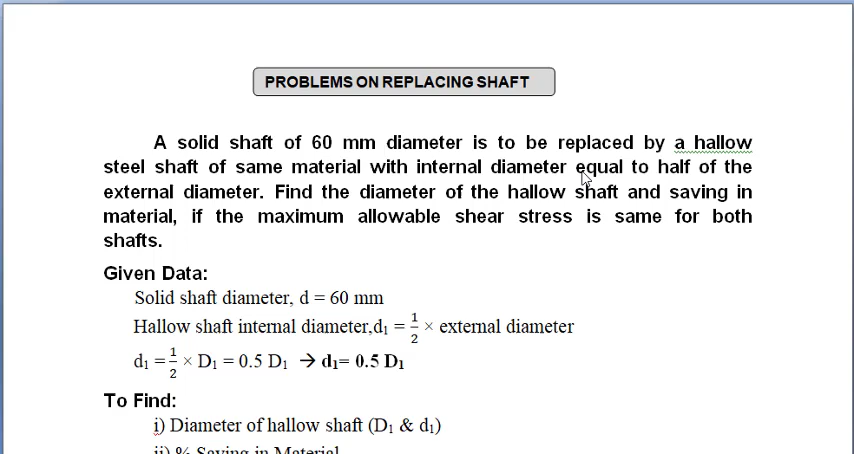 PROBLEMS ON REPLACING SHAFT
A solid shaft of 60 mm diameter is to be replaced by a hallow
steel shaft of same material with internal diameter equal to half of the
external diameter. Find the diameter of the hallow shaft and saving in
material, if the maximum allowable shear stress is same for both
shafts.
Given Data:
Solid shaft diameter, d = 60 mm
Hallow shaft internal diameter,d₁ = 1/2 × external diameter
d₁ = 1/2 × D₁ = 0.5 D₁ → d₁= 0.5 D₁
To Find:
i) Diameter of hallow shaft (D₁ & d₁)
ii) % Saving in Material